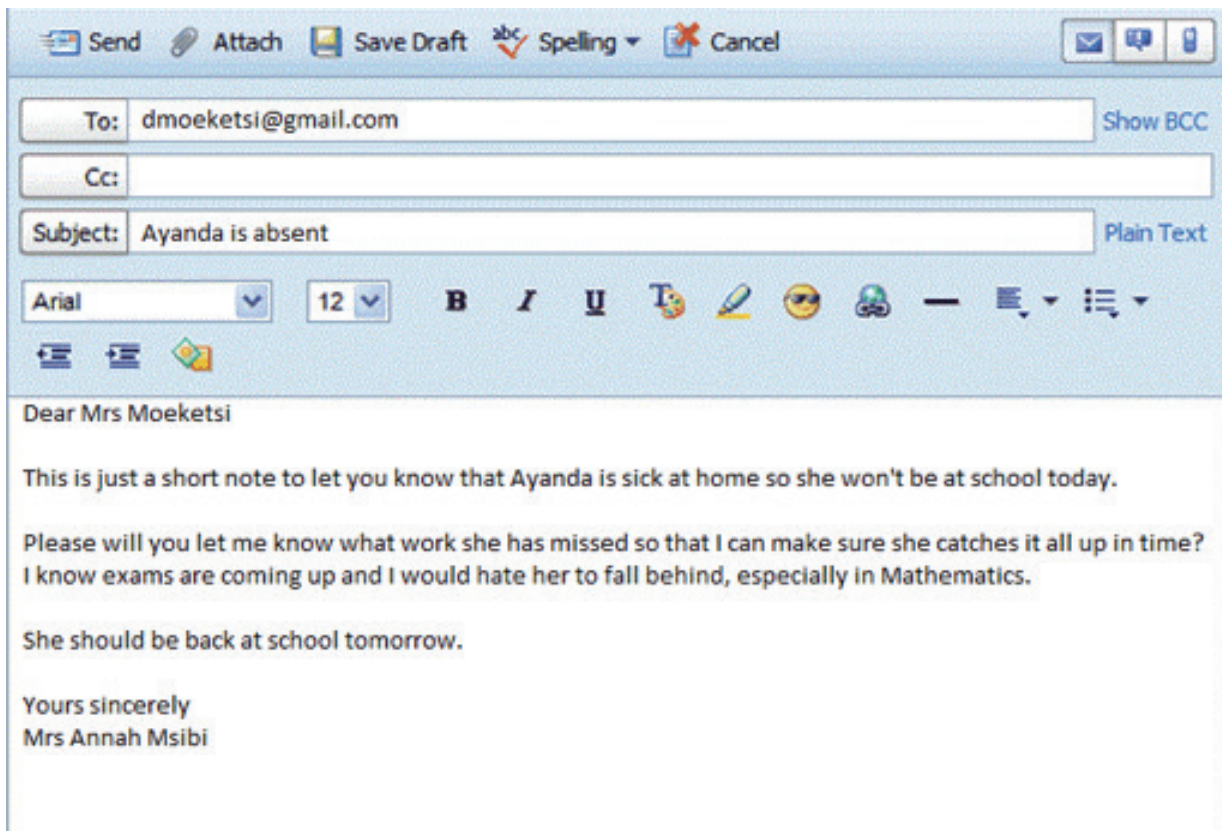 Send Attach Save Draft abc Spelling Cancel
To: dmoeketsi@gmail.com Show BCC
Cc:
Subject: Ayanda is absent Plain Text
Arial 12 B I U T
Dear Mrs Moeketsi
This is just a short note to let you know that Ayanda is sick at home so she won't be at school today.
Please will you let me know what work she has missed so that I can make sure she catches it all up in time?
I know exams are coming up and I would hate her to fall behind, especially in Mathematics.
She should be back at school tomorrow.
Yours sincerely
Mrs Annah Msibi